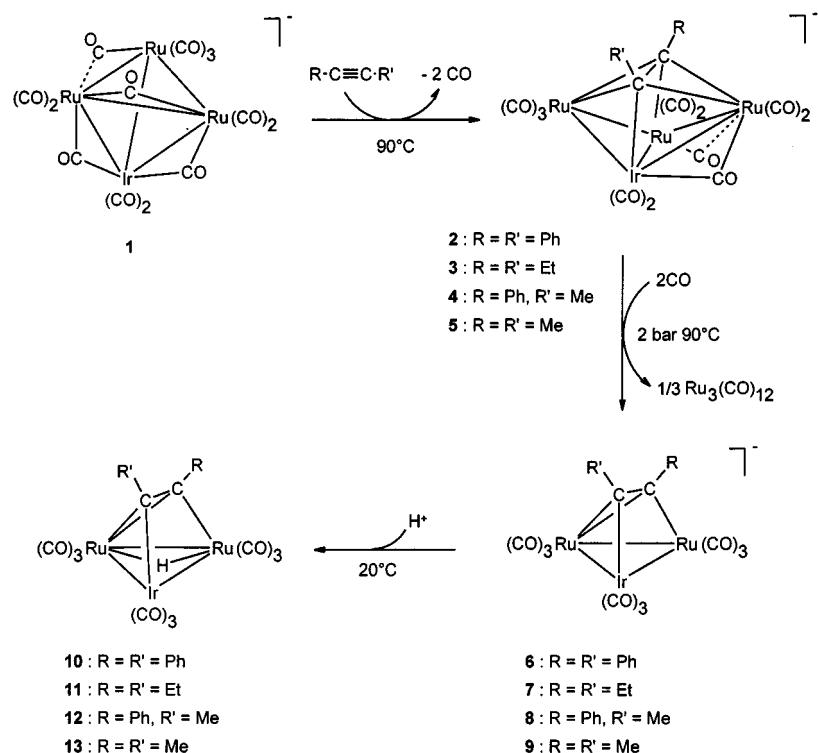 ] -
O
C
Ru(CO)3
O
C
(CO)2Ru
Ru(CO)2
OC
CO
Ir
(CO)2
1
R-C≡C-R'
- 2 CO
90°C
] -
R
R'
C
C
(CO)3Ru
(CO)2
Ru(CO)2
Ru
CO
CO
Ir
(CO)2
2 : R = R' = Ph
3 : R = R' = Et
4 : R = Ph, R' = Me
5 : R = R' = Me
2CO
2 bar 90°C
1/3 Ru3(CO)12
R'
R
C
C
(CO)3Ru
Ru(CO)3
H
Ir
(CO)3
H+
20°C
] -
R'
R
C
C
(CO)3Ru
Ru(CO)3
Ir
(CO)3
10 : R = R' = Ph
11 : R = R' = Et
12 : R = Ph, R' = Me
13 : R = R' = Me
6 : R = R' = Ph
7 : R = R' = Et
8 : R = Ph, R' = Me
9 : R = R' = Me